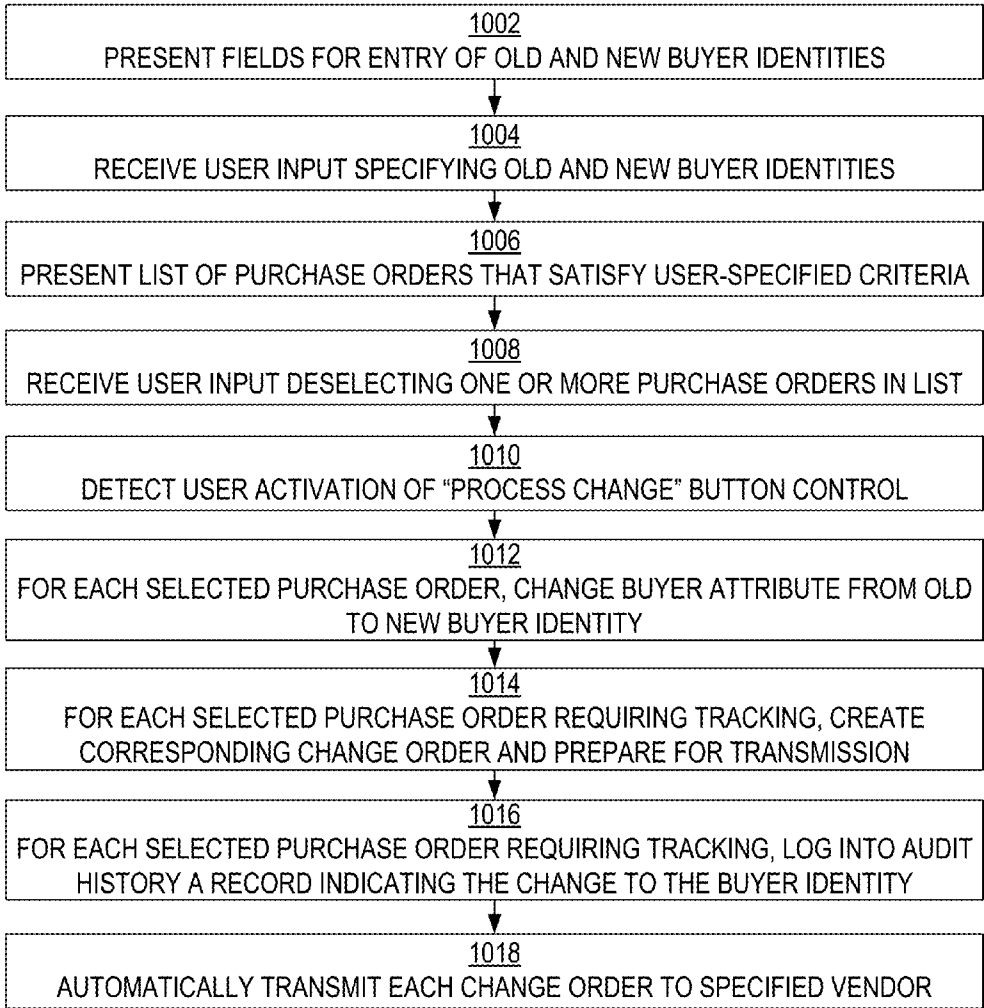 1002
PRESENT FIELDS FOR ENTRY OF OLD AND NEW BUYER IDENTITIES
1004
RECEIVE USER INPUT SPECIFYING OLD AND NEW BUYER IDENTITIES
1006
PRESENT LIST OF PURCHASE ORDERS THAT SATISFY USER-SPECIFIED CRITERIA
1008
RECEIVE USER INPUT DESELECTING ONE OR MORE PURCHASE ORDERS IN LIST
1010
DETECT USER ACTIVATION OF “PROCESS CHANGE” BUTTON CONTROL
1012
FOR EACH SELECTED PURCHASE ORDER, CHANGE BUYER ATTRIBUTE FROM OLD
TO NEW BUYER IDENTITY
1014
FOR EACH SELECTED PURCHASE ORDER REQUIRING TRACKING, CREATE
CORRESPONDING CHANGE ORDER AND PREPARE FOR TRANSMISSION
1016
FOR EACH SELECTED PURCHASE ORDER REQUIRING TRACKING, LOG INTO AUDIT
HISTORY A RECORD INDICATING THE CHANGE TO THE BUYER IDENTITY
1018
AUTOMATICALLY TRANSMIT EACH CHANGE ORDER TO SPECIFIED VENDOR